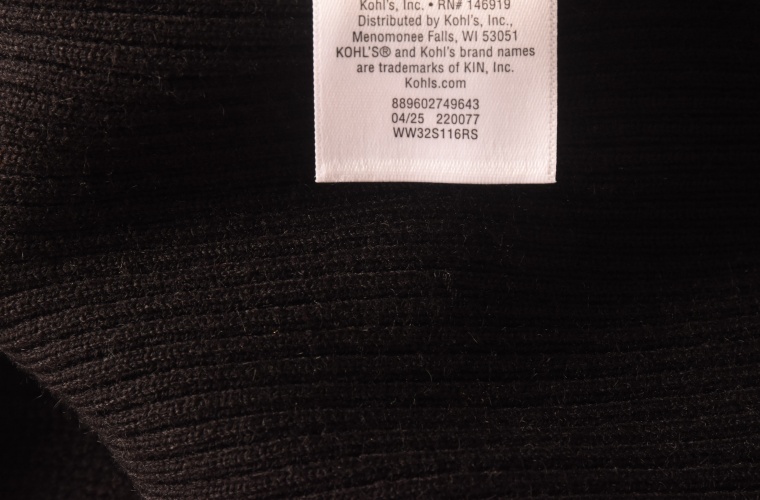 Kohl's, Inc. • RN# 146919
Distributed by Kohl's, Inc.,
Menomonee Falls, WI 53051
KOHL'S® and Kohl's brand names
are trademarks of KIN, Inc.
Kohls.com
889602749643
04/25 220077
WW32S116RS